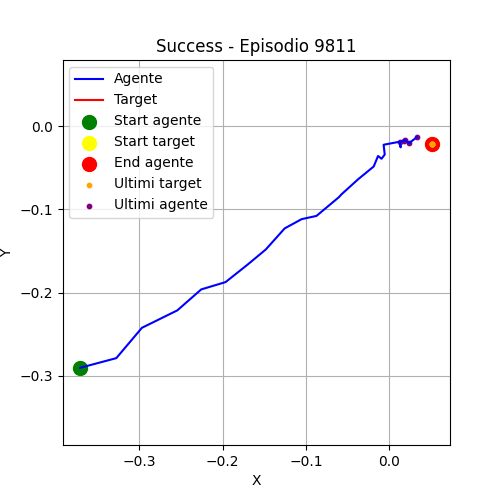 Success - Episodio 9811
Agente
Target
Start agente
Start target
End agente
Ultimi target
Ultimi agente
0.0
−0.1
−0.2
−0.3
Y
−0.3
−0.2
−0.1
0.0
X